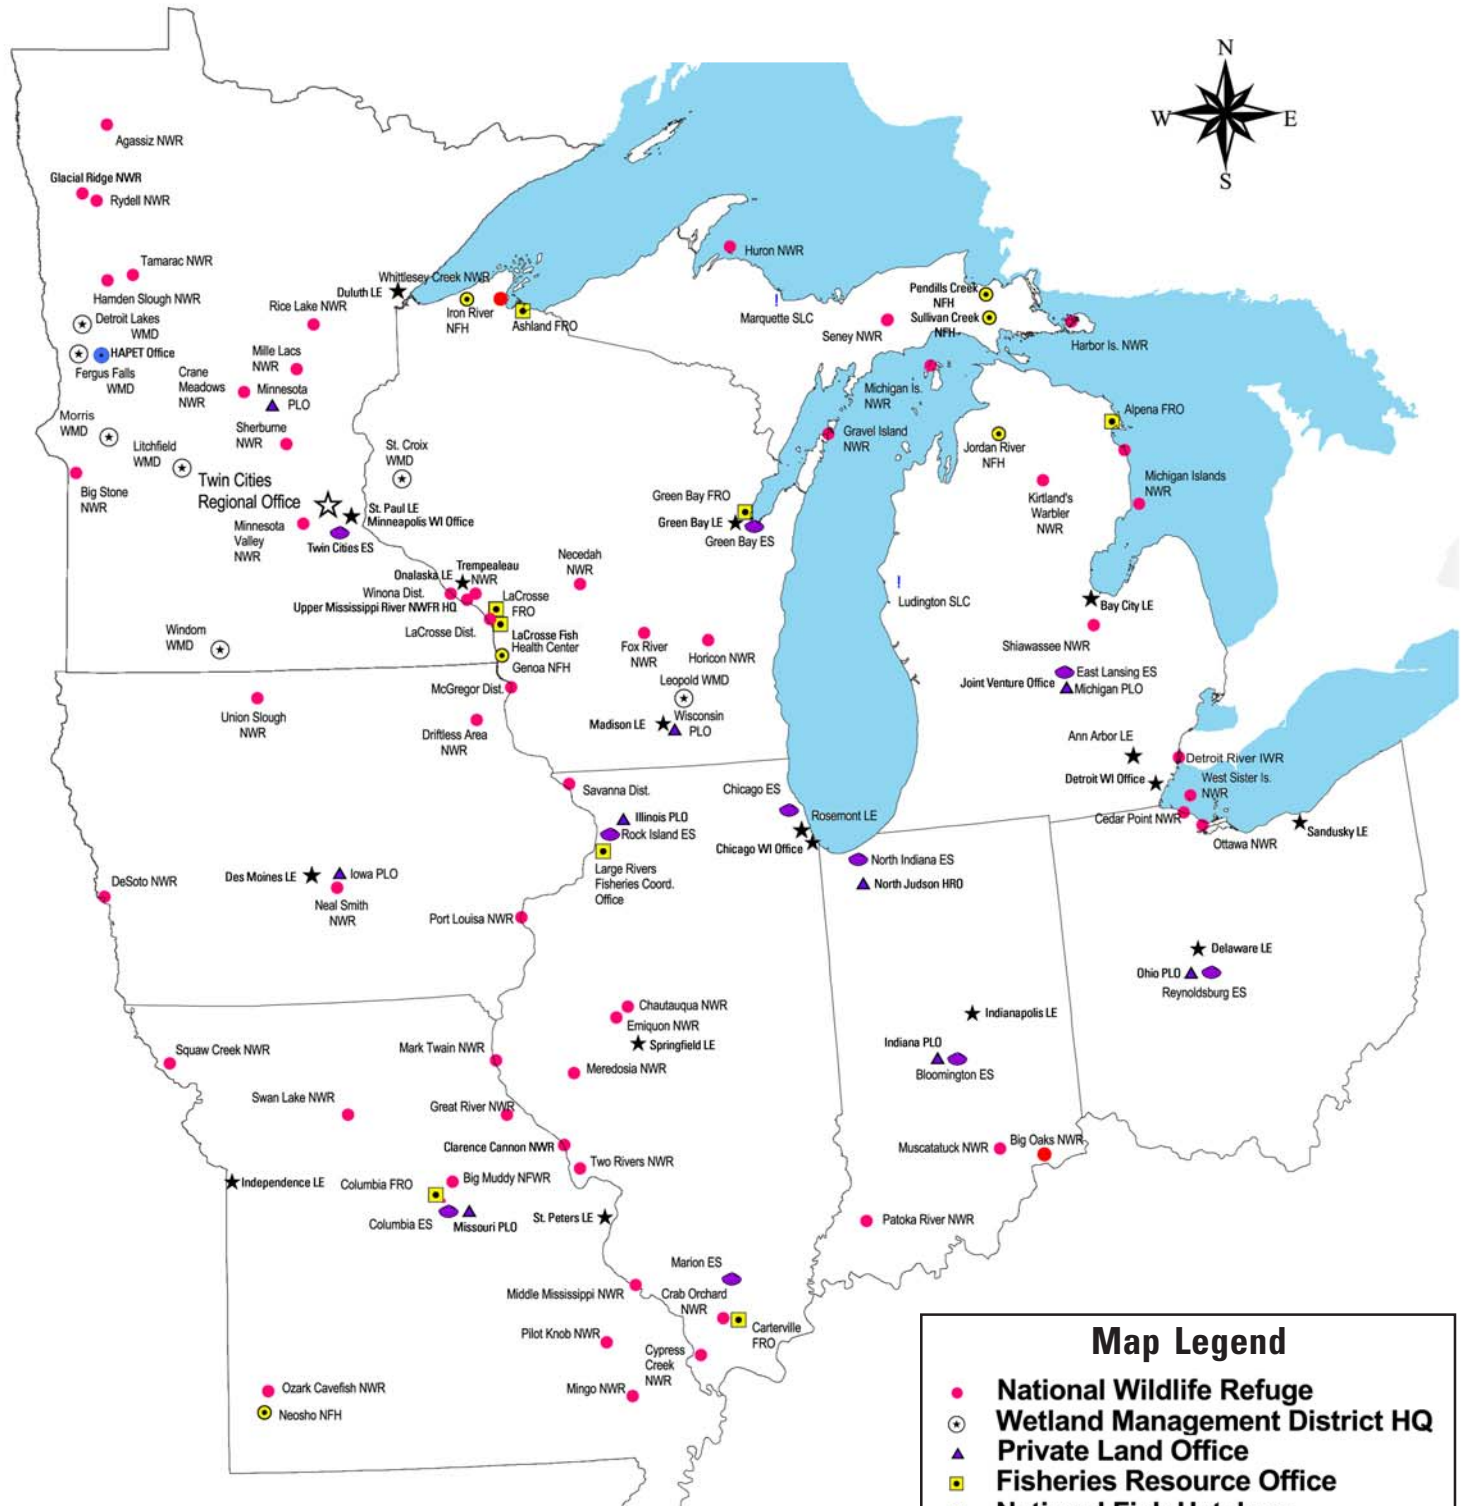 N
W E
S
Agassiz NWR
Glacial Ridge NWR
Rydell NWR
Tamarac NWR
Hamden Slough NWR
Detroit Lakes
WMD
HAPET Office
Fergus Falls
WMD
Morris
WMD
Litchfield
WMD
Big Stone
NWR
Rice Lake NWR
Mille Lacs
NWR
Crane
Meadows
NWR
Minnesota
PLO
Sherburne
NWR
Twin Cities
Regional Office
St. Paul LE
Minneapolis WI Office
Minnesota
Valley
NWR
Twin Cities ES
Windom
WMD
Duluth LE
Whittlesey Creek NWR
Iron River
NFH
Ashland FRO
St. Croix
WMD
Huron NWR
!
Marquette SLC
Seney NWR
Pendills Creek
NFH
Sullivan Creek
NFH
Harbor Is. NWR
Michigan Is.
NWR
Gravel Island
NWR
Jordan River
NFH
Alpena FRO
Michigan Islands
NWR
Kirtland's
Warbler
NWR
Green Bay FRO
Green Bay LE
Green Bay ES
Necedah
NWR
Onalaska LE
Trempealeau
NWR
Winona Dist.
Upper Mississippi River NWFR HQ
LaCrosse
FRO
LaCrosse Dist.
LaCrosse Fish
Health Center
Genoa NFH
McGregor Dist.
Fox River
NWR
Horicon NWR
Leopold WMD
Madison LE
Wisconsin
PLO
!
Ludington SLC
Bay City LE
Shiawassee NWR
East Lansing ES
Joint Venture Office
Michigan PLO
Ann Arbor LE
Detroit River IWR
Detroit WI Office
West Sister Is.
NWR
Cedar Point NWR
Ottawa NWR
Sandusky LE
Union Slough
NWR
Driftless Area
NWR
Savanna Dist.
Illinois PLO
Rock Island ES
Large Rivers
Fisheries Coord.
Office
Chicago ES
Rosemont LE
Chicago WI Office
North Indiana ES
North Judson HRO
DeSoto NWR
Des Moines LE
Iowa PLO
Neal Smith
NWR
Port Louisa NWR
Delaware LE
Ohio PLO
Reynoldsburg ES
Chautauqua NWR
Emiquon NWR
Springfield LE
Meredosia NWR
Indianapolis LE
Indiana PLO
Bloomington ES
Squaw Creek NWR
Mark Twain NWR
Swan Lake NWR
Great River NWR
Clarence Cannon NWR
Two Rivers NWR
Muscatatuck NWR
Big Oaks NWR
Independence LE
Columbia FRO
Big Muddy NFWR
Columbia ES
Missouri PLO
St. Peters LE
Patoka River NWR
Marion ES
Middle Mississippi NWR
Crab Orchard
NWR
Carterville
FRO
Pilot Knob NWR
Cypress
Creek
NWR
Mingo NWR
Ozark Cavefish NWR
Neosho NFH
Map Legend
National Wildlife Refuge
Wetland Management District HQ
Private Land Office
Fisheries Resource Office
National Fish Hatchery